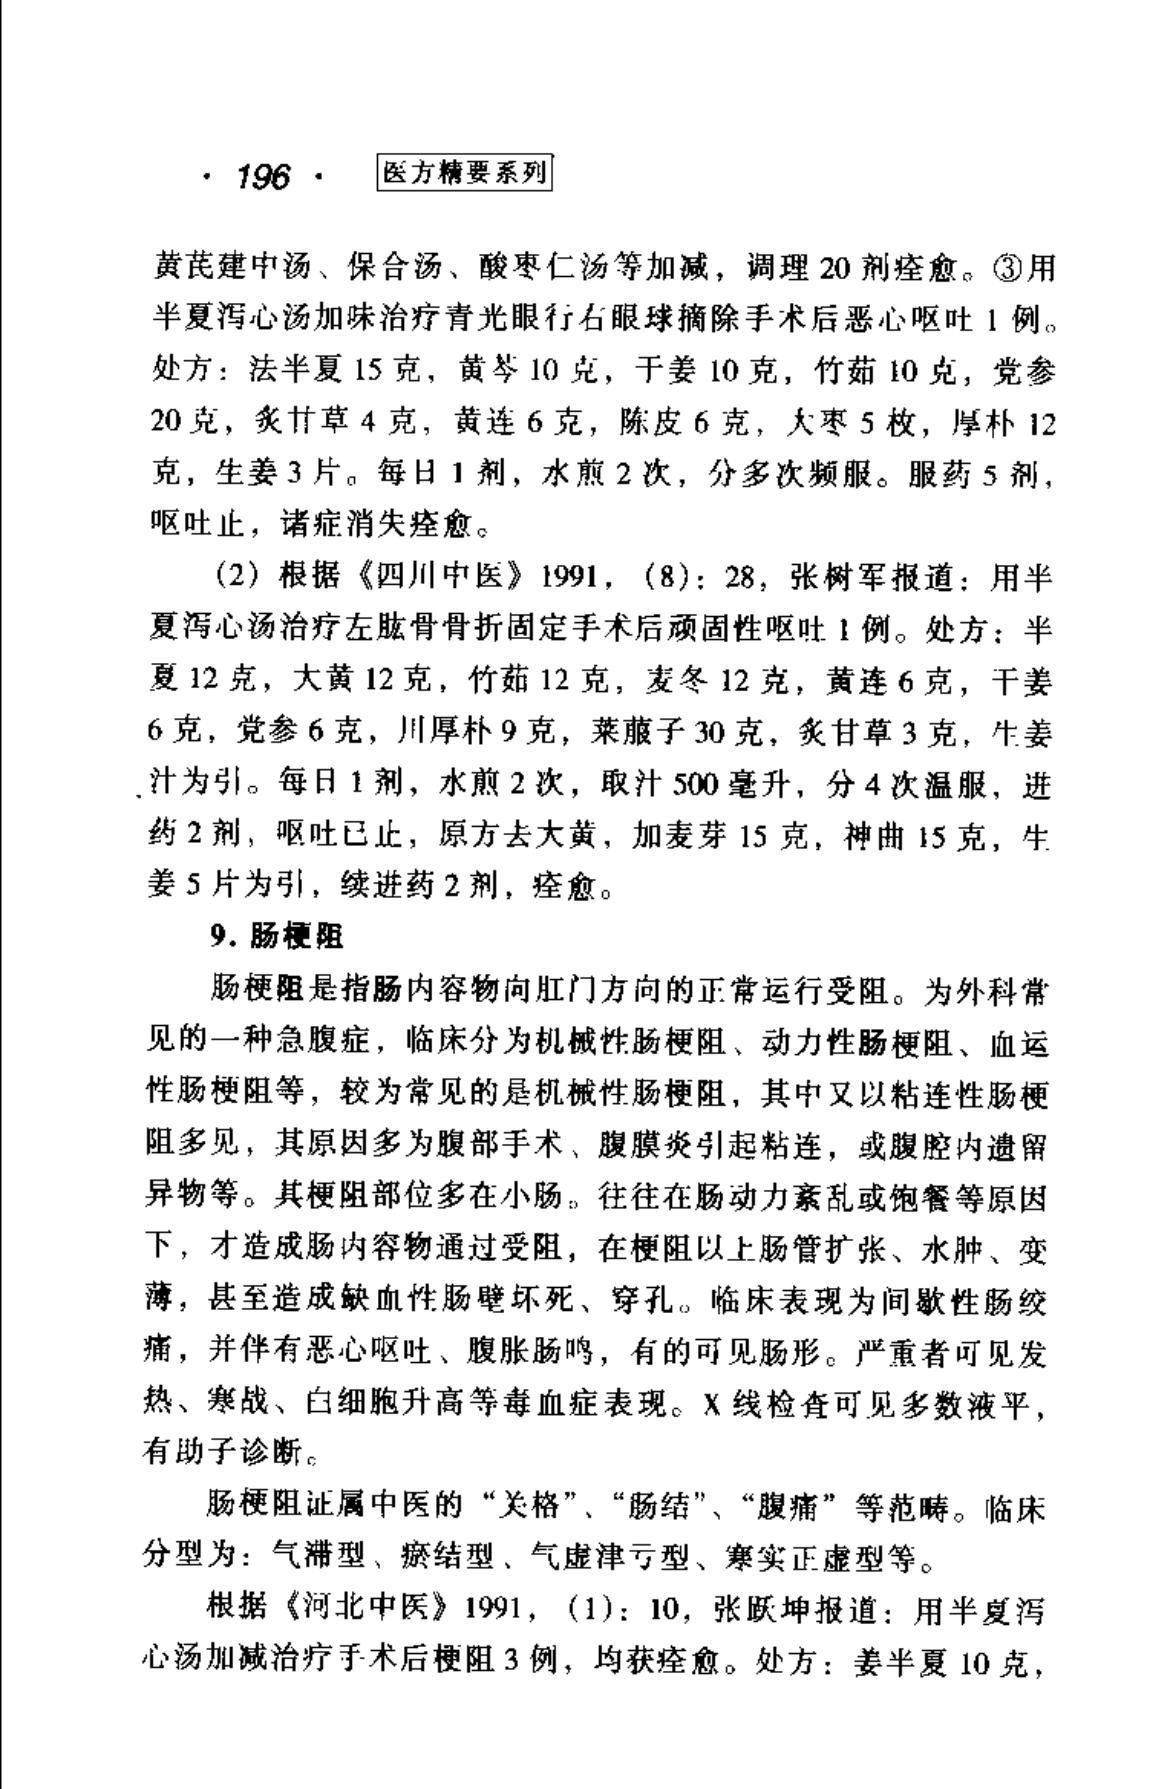 · 196 · 医方精要系列
黄芪建中汤、保合汤、酸枣仁汤等加减，调理 20 剂痊愈。③用
半夏泻心汤加味治疗青光眼行右眼球摘除手术后恶心呕吐 1 例。
处方：法半夏 15 克，黄芩 10 克，干姜 10 克，竹茹 10 克，党参
20 克，炙甘草 4 克，黄连 6 克，陈皮 6 克，大枣 5 枚，厚朴 12
克，生姜 3 片。每日 1 剂，水煎 2 次，分多次频服。服药 5 剂，
呕吐止，诸症消失痊愈。
(2) 根据《四川中医》1991，(8)：28，张树军报道：用半
夏泻心汤治疗左肱骨骨折固定手术后顽固性呕吐 1 例。处方：半
夏 12 克，大黄 12 克，竹茹 12 克，麦冬 12 克，黄连 6 克，干姜
6 克，党参 6 克，川厚朴 9 克，莱菔子 30 克，炙甘草 3 克，生姜
汁为引。每日 1 剂，水煎 2 次，取汁 500 毫升，分 4 次温服，进
药 2 剂，呕吐已止，原方去大黄，加麦芽 15 克，神曲 15 克，生
姜 5 片为引，续进药 2 剂，痊愈。
9. 肠梗阻
肠梗阻是指肠内容物向肛门方向的正常运行受阻。为外科常
见的一种急腹症，临床分为机械性肠梗阻、动力性肠梗阻、血运
性肠梗阻等，较为常见的是机械性肠梗阻，其中又以粘连性肠梗
阻多见，其原因多为腹部手术、腹膜炎引起粘连，或腹腔内遗留
异物等。其梗阻部位多在小肠。往往在肠动力紊乱或饱餐等原因
下，才造成肠内容物通过受阻，在梗阻以上肠管扩张、水肿、变
薄，甚至造成缺血性肠壁坏死、穿孔。临床表现为间歇性肠绞
痛，并伴有恶心呕吐、腹胀肠鸣，有的可见肠形。严重者可见发
热、寒战、白细胞升高等毒血症表现。X 线检查可见多数液平，
有助于诊断。
肠梗阻证属中医的“关格”、“肠结”、“腹痛”等范畴。临床
分型为：气滞型、瘀结型、气虚津亏型、寒实正虚型等。
根据《河北中医》1991，(1)：10，张跃坤报道：用半夏泻
心汤加减治疗手术后梗阻 3 例，均获痊愈。处方：姜半夏 10 克，